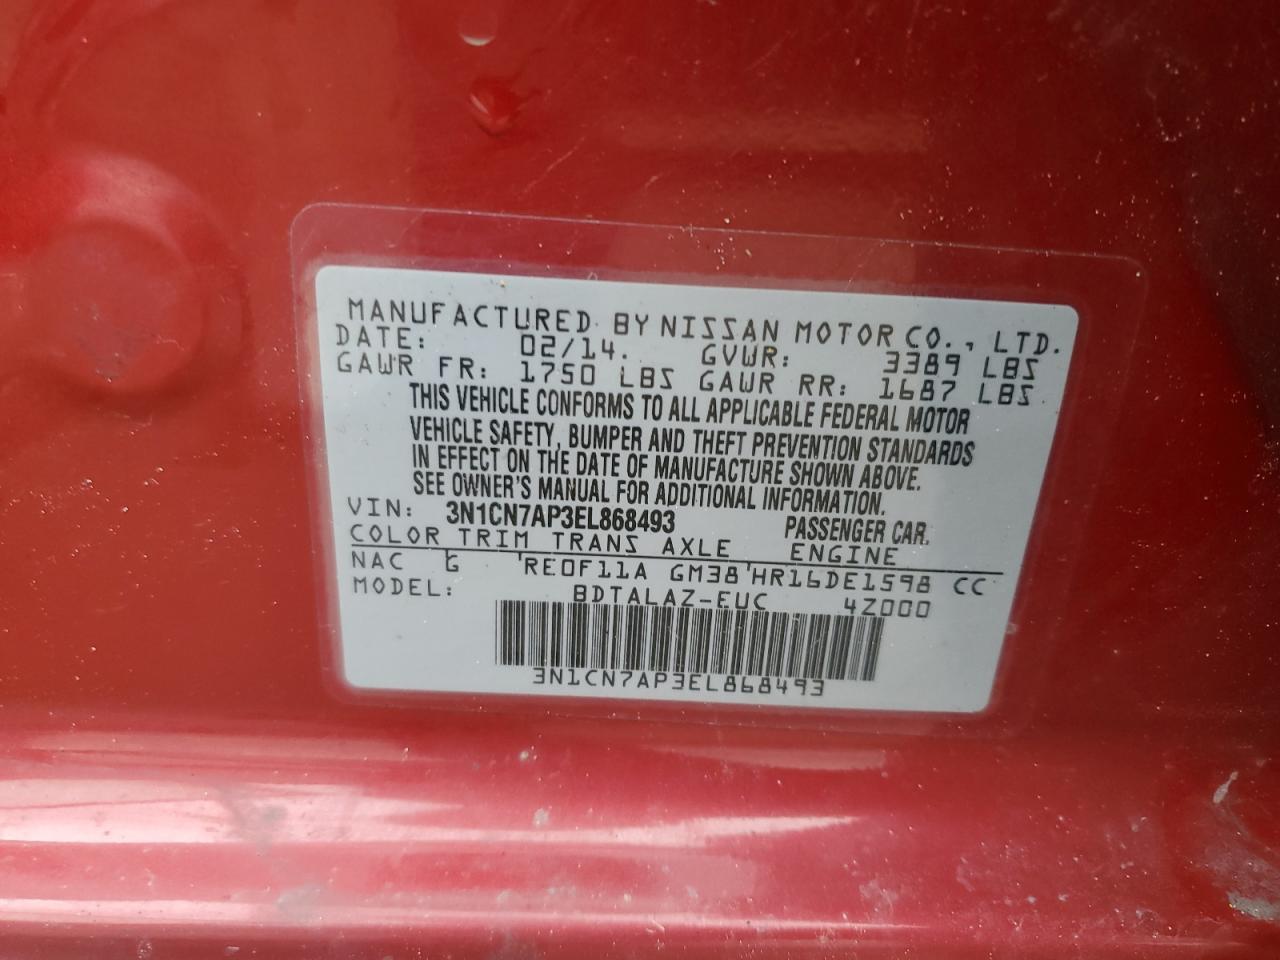 MANUFACTURED BY NISSAN MOTOR CO., LTD.
DATE: 02/14. GVWR: 3389 LBS
GAWR FR: 1750 LBS GAWR RR: 1687 LBS
THIS VEHICLE CONFORMS TO ALL APPLICABLE FEDERAL MOTOR
VEHICLE SAFETY, BUMPER AND THEFT PREVENTION STANDARDS
IN EFFECT ON THE DATE OF MANUFACTURE SHOWN ABOVE.
SEE OWNER'S MANUAL FOR ADDITIONAL INFORMATION.
VIN: 3N1CN7AP3EL868493 PASSENGER CAR.
COLOR TRIM TRANS AXLE ENGINE
NAC G RE0F11A GM38 HR16DE1598 CC
MODEL: BDTALAZ-EUC 4Z000
3N1CN7AP3EL868493